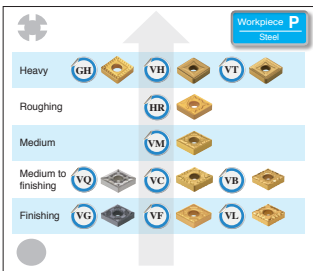 Workpiece P
Steel
Heavy GH VH VT
Roughing HR
Medium VM
Medium to
finishing VQ VC VB
Finishing VG VF VL